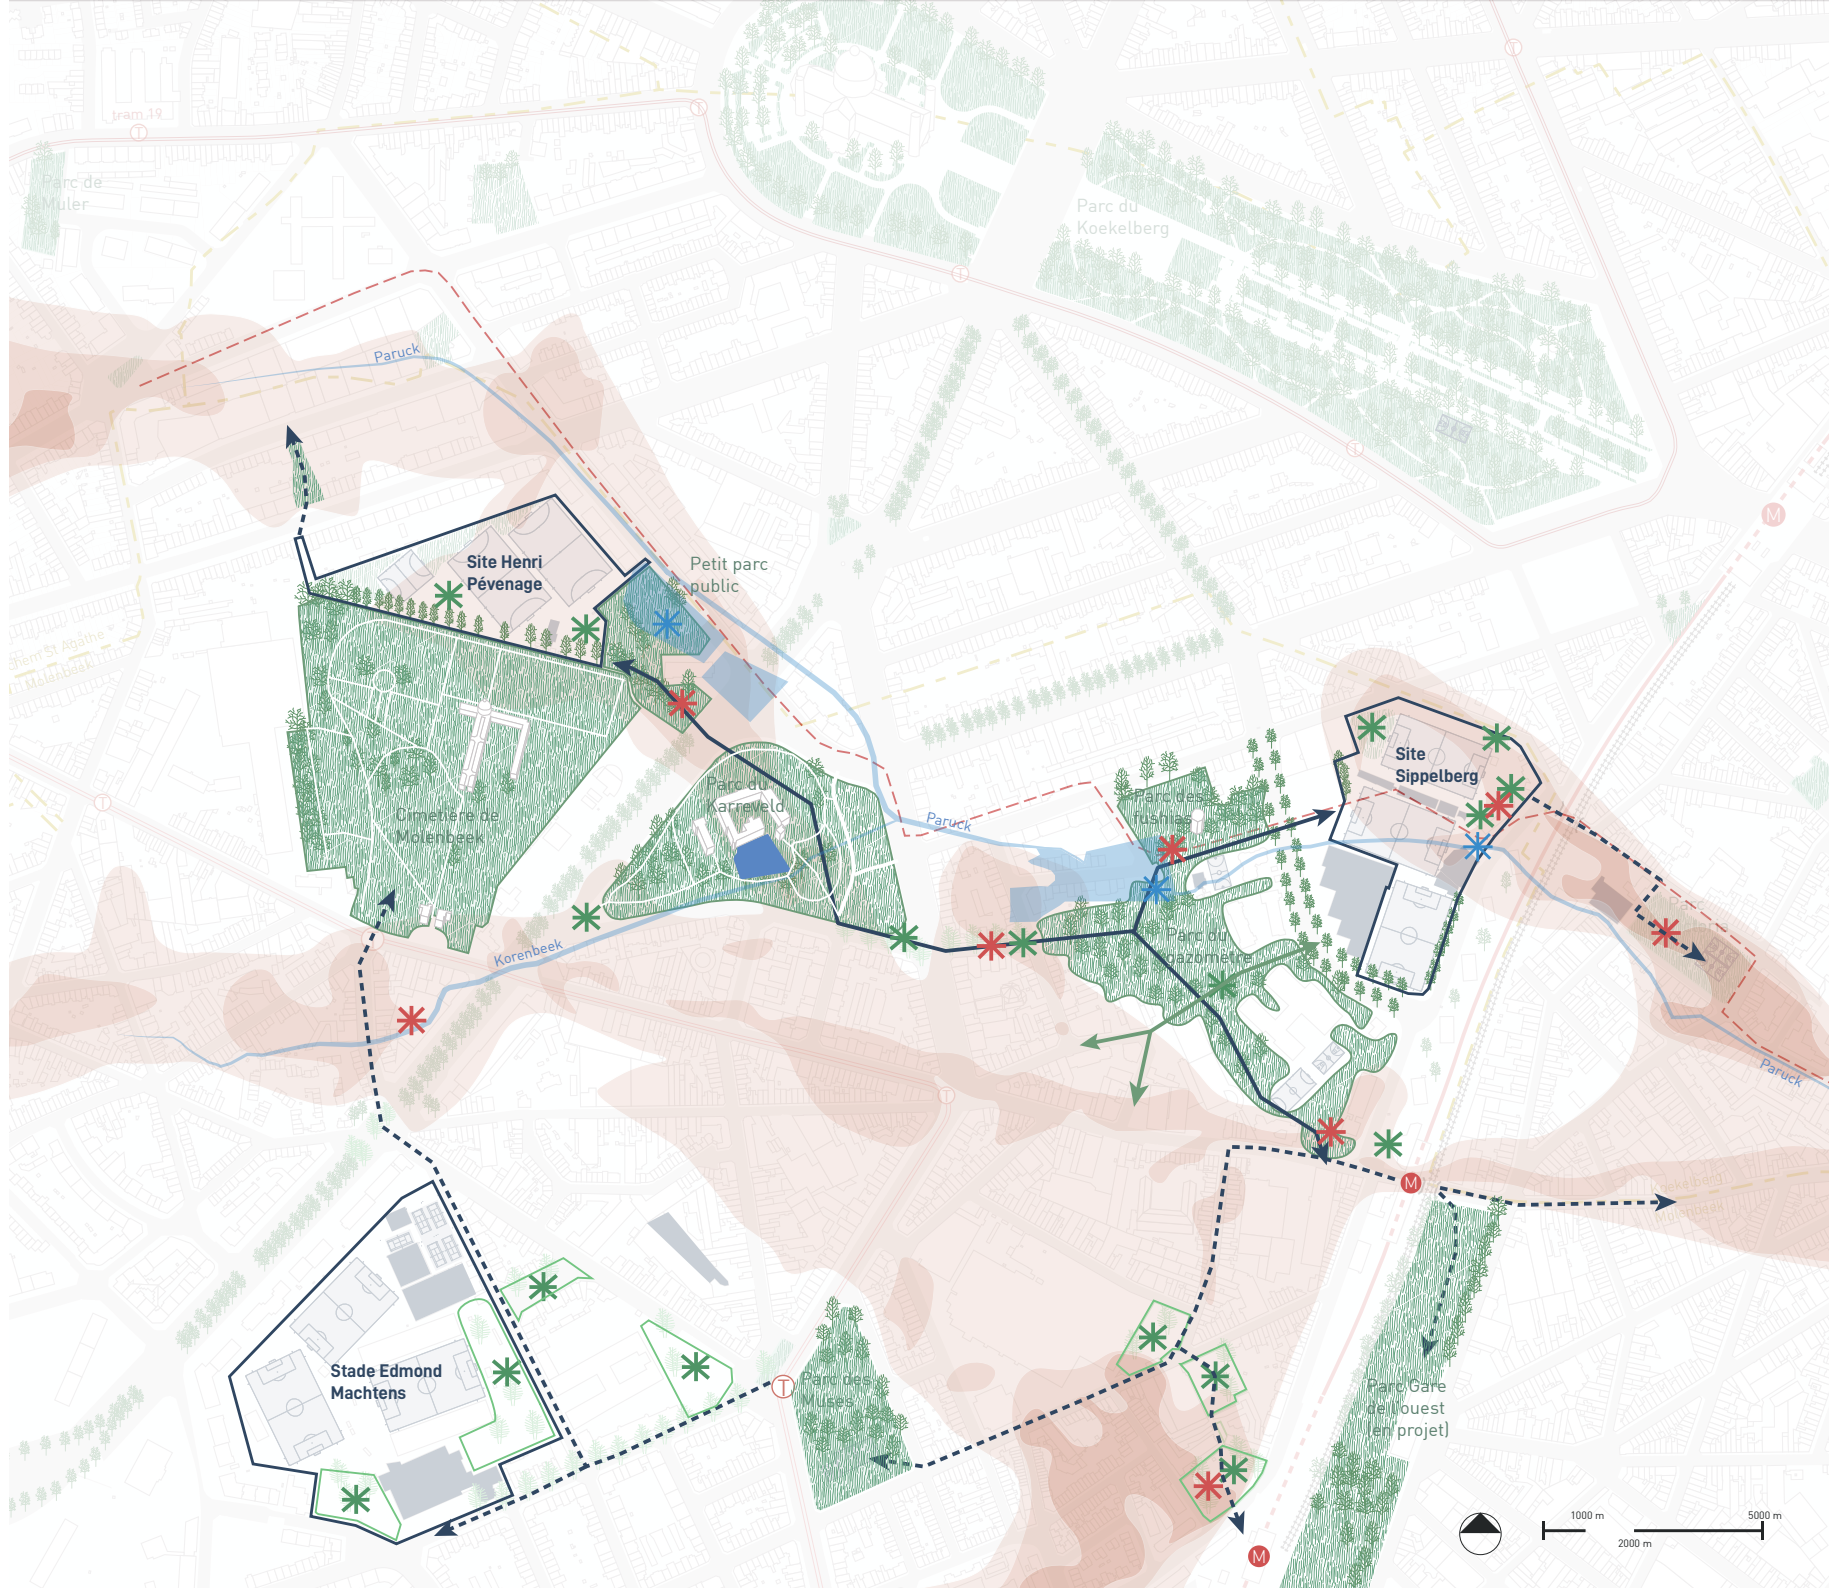 tram 19
T
T
T
Parc de
Muler
Parc du
Koekelberg
T
T
M
Paruck
Site Henri
Pévenage
Petit parc
public
Molenbeek
T
Parc du
Karreveld
Cimetière de
Molenbeek
Korenbeek
Paruck
Parc des
fushias
Site
Sippelberg
Parc du
gazomètre
Paruck
T
M
Molenbeek
Stade Edmond
Machtens
T
Parc des
Muses
Parc Gare
de l'ouest
(en projet)
M
1000 m
5000 m
2000 m